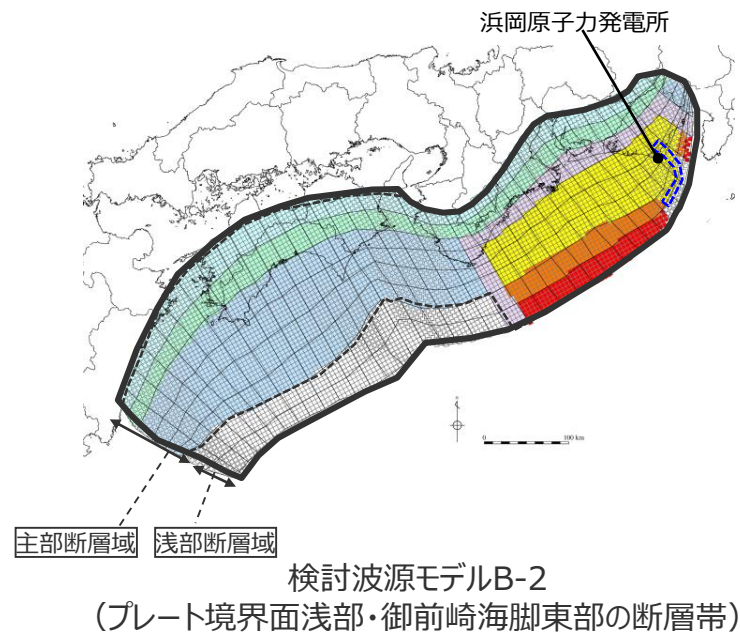 浜岡原子力発電所
0
100 km
主部断層域
浅部断層域
検討波源モデルB-2
（プレート境界面浅部・御前崎海脚東部の断層帯）